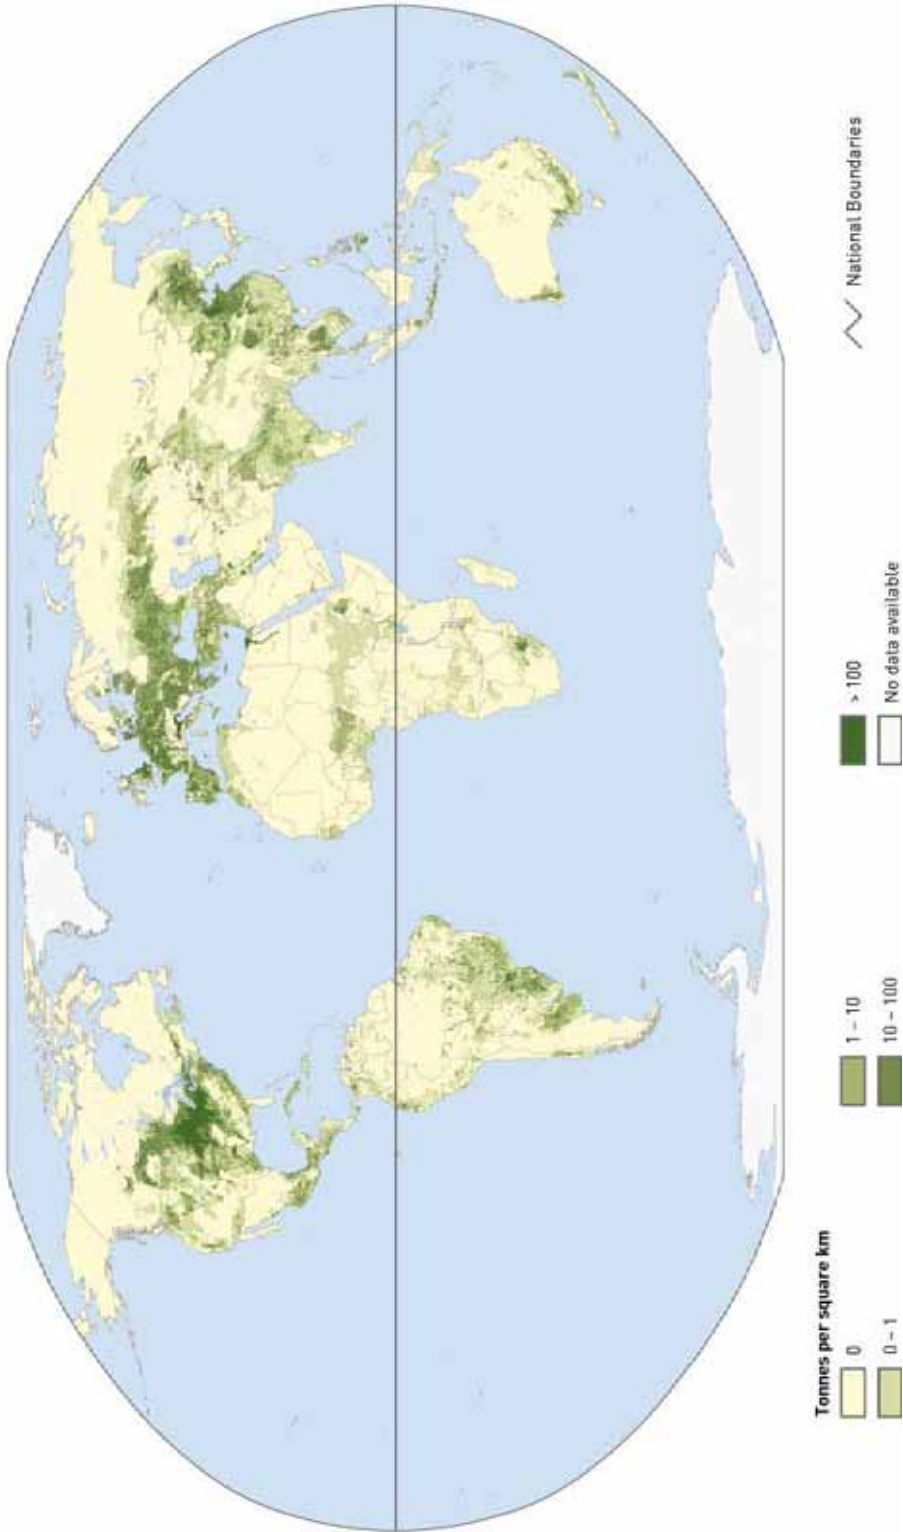 Tonnes per square km
0
0 – 1
1 – 10
10 – 100
> 100
No data available
National Boundaries